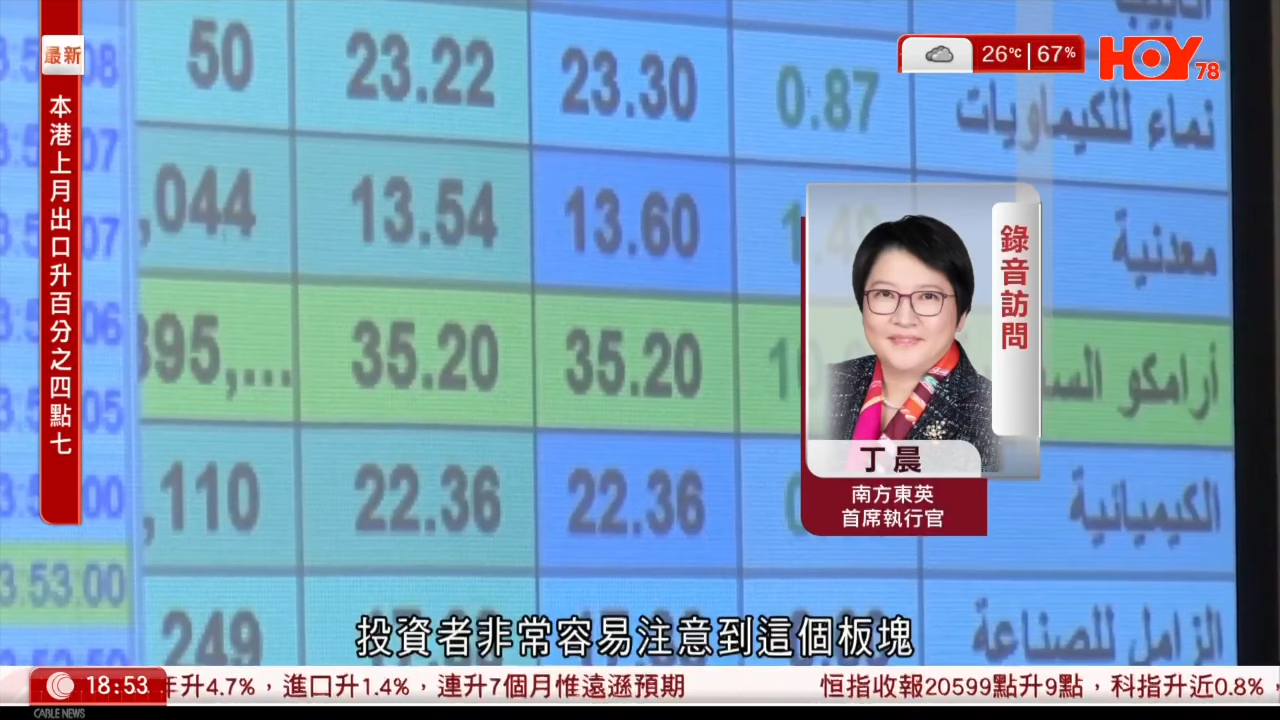 最新
本港上月出口升百分之四點七
26°C 67%
HOY 78
50 23.22 23.30 0.87 نماء للكيماويات
,044 13.54 13.60 معدنية
395,... 35.20 35.20 أرامكو
22.36 22.36 الكيميائية
3.53.00
249 الزامل للصناعة
錄音訪問
丁晨
南方東英
首席執行官
投資者非常容易注意到這個板塊
18:53 年升4.7%，進口升1.4%，連升7個月惟遠遜預期 恒指收報20599點升9點，科指升近0.8%，
CABLE NEWS